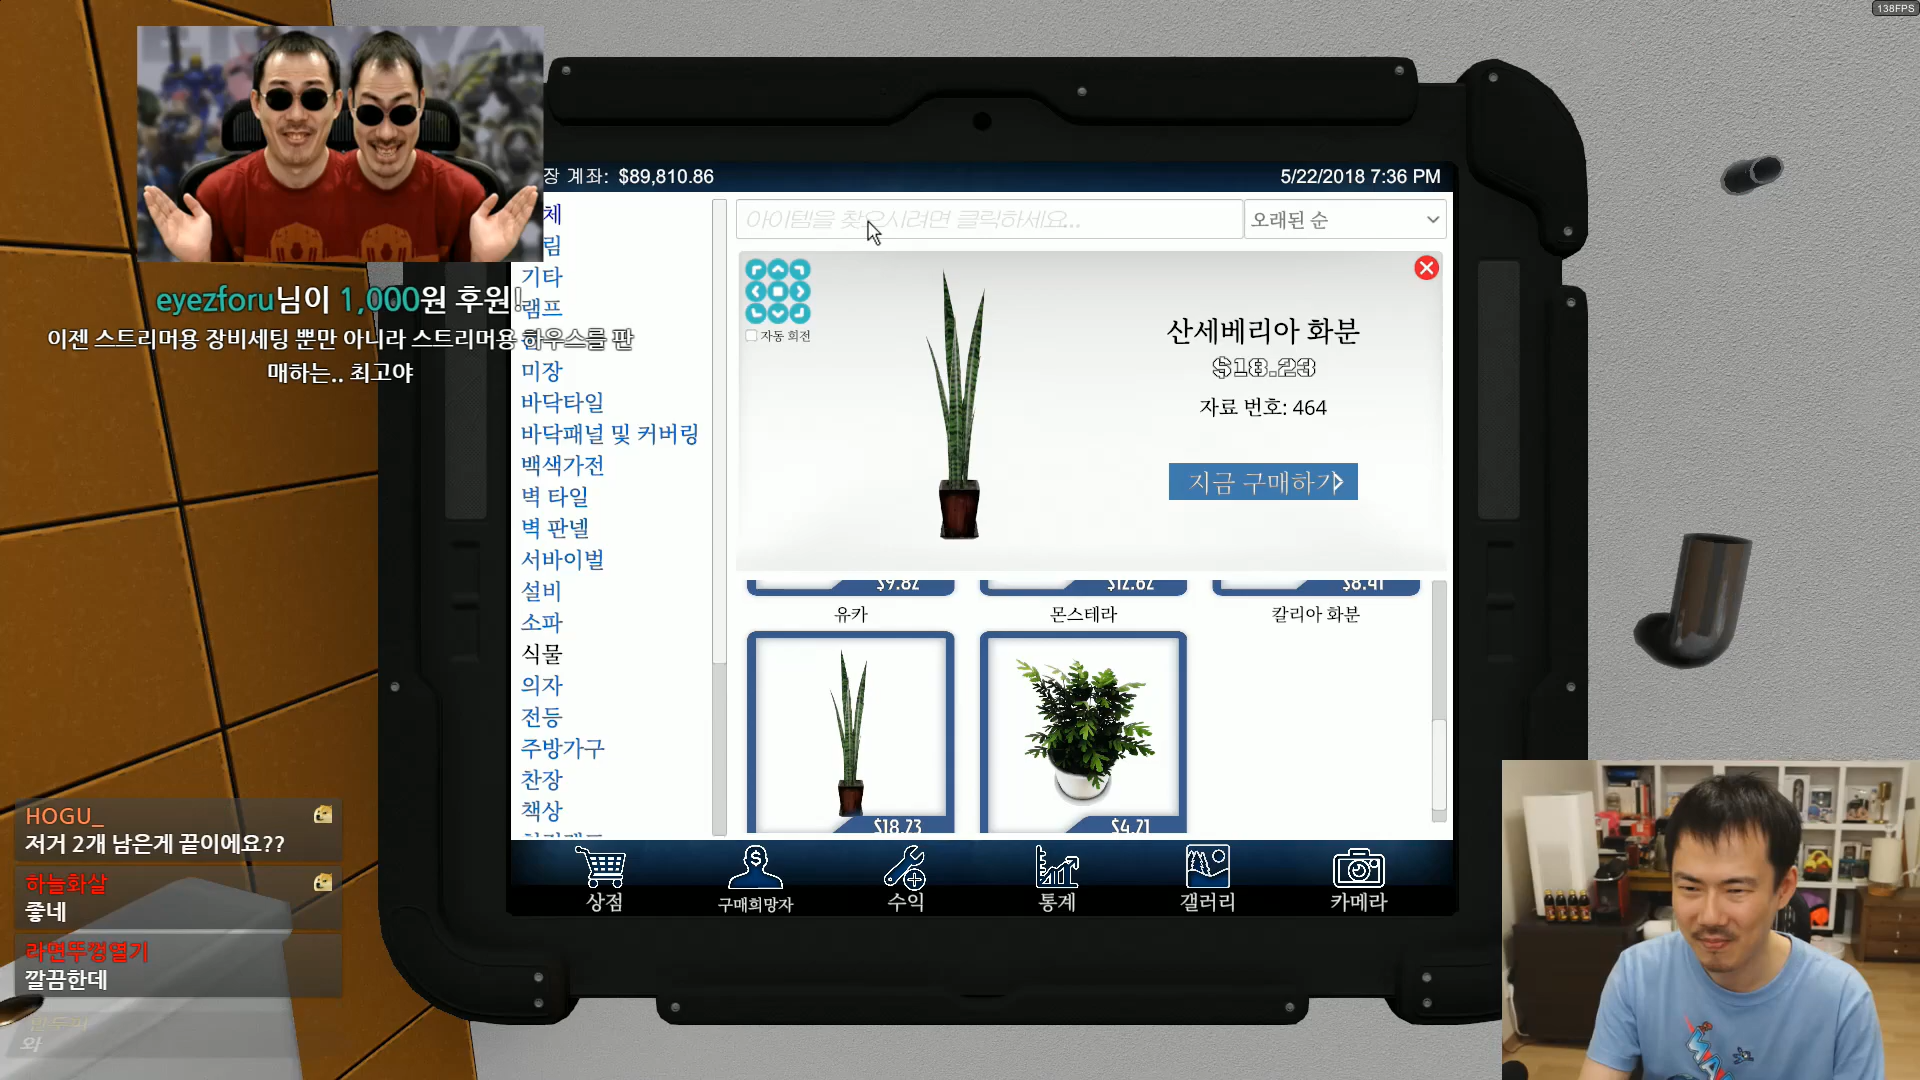 138FPS
장 계좌: $89,810.86
5/22/2018 7:36 PM
체
림
기타
램프
미장
바닥타일
바닥패널 및 커버링
백색가전
벽 타일
벽 판넬
서바이벌
설비
소파
식물
의자
전등
주방가구
찬장
책상
아이템을 찾으시려면 클릭하세요...
오래된 순
자동 회전
산세베리아 화분
$18.23
자료 번호: 464
지금 구매하기
$9.82
$12.62
$8.41
유카
몬스테라
칼리아 화분
$18.23
$4.21
상점
구매희망자
수익
통계
갤러리
카메라
eyezforu님이 1,000원 후원!
이젠 스트리머용 장비세팅 뿐만 아니라 스트리머용 하우스를 판
매하는.. 최고야
HOGU_
저거 2개 남은게 끝이에요??
하늘화살
좋네
라면뚜껑열기
깔끔한데
와